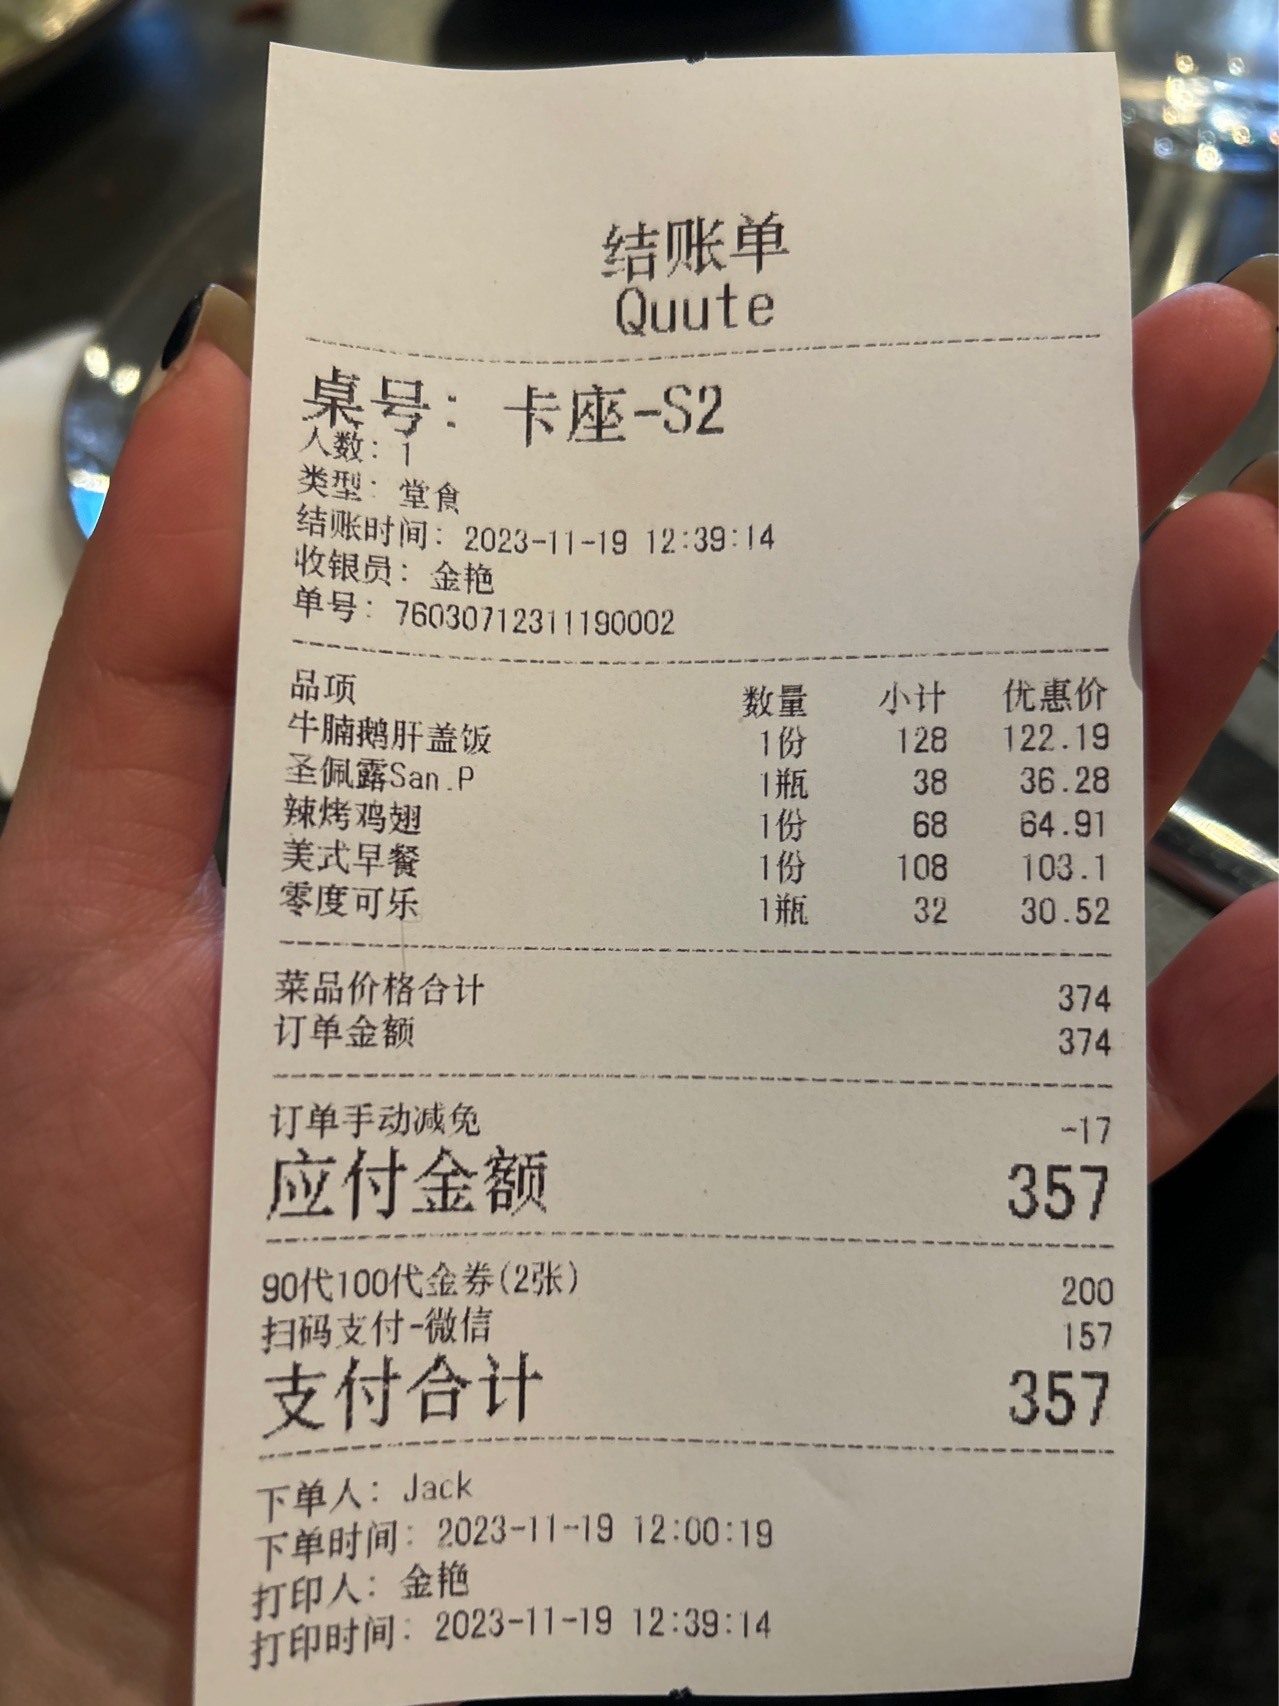 结账单
Quute
桌号: 卡座-S2
人数: 1
类型: 堂食
结账时间: 2023-11-19 12:39:14
收银员: 金艳
单号: 76030712311190002
品项 数量 小计 优惠价
牛腩鹅肝盖饭 1份 128 122.19
圣佩露San.P 1瓶 38 36.28
辣烤鸡翅 1份 68 64.91
美式早餐 1份 108 103.1
零度可乐 1瓶 32 30.52
菜品价格合计 374
订单金额 374
订单手动减免 -17
应付金额 357
90代100代金券(2张) 200
扫码支付-微信 157
支付合计 357
下单人: Jack
下单时间: 2023-11-19 12:00:19
打印人: 金艳
打印时间: 2023-11-19 12:39:14